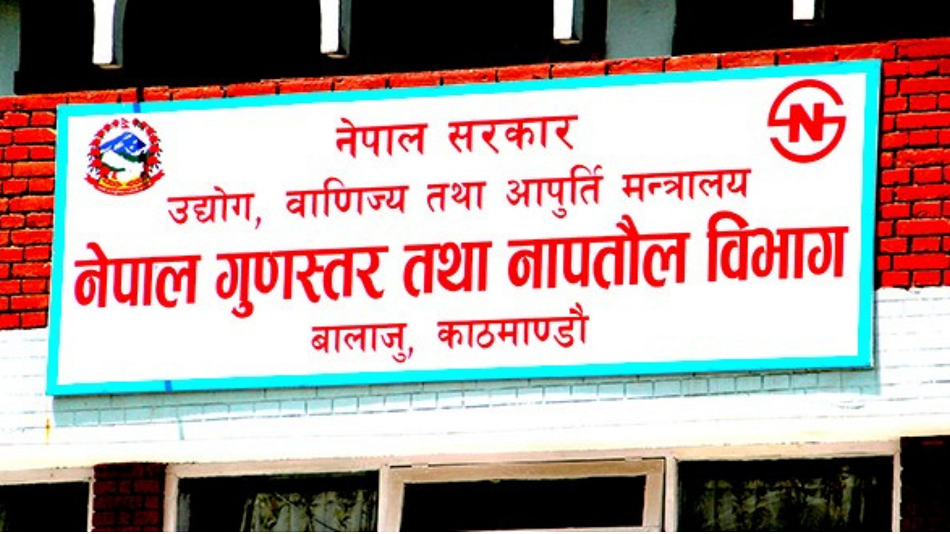 नेपाल सरकार
उद्योग, वाणिज्य तथा आपुर्ति मन्त्रालय
नेपाल गुणस्तर तथा नापतौल विभाग
बालाजु, काठमाण्डौ